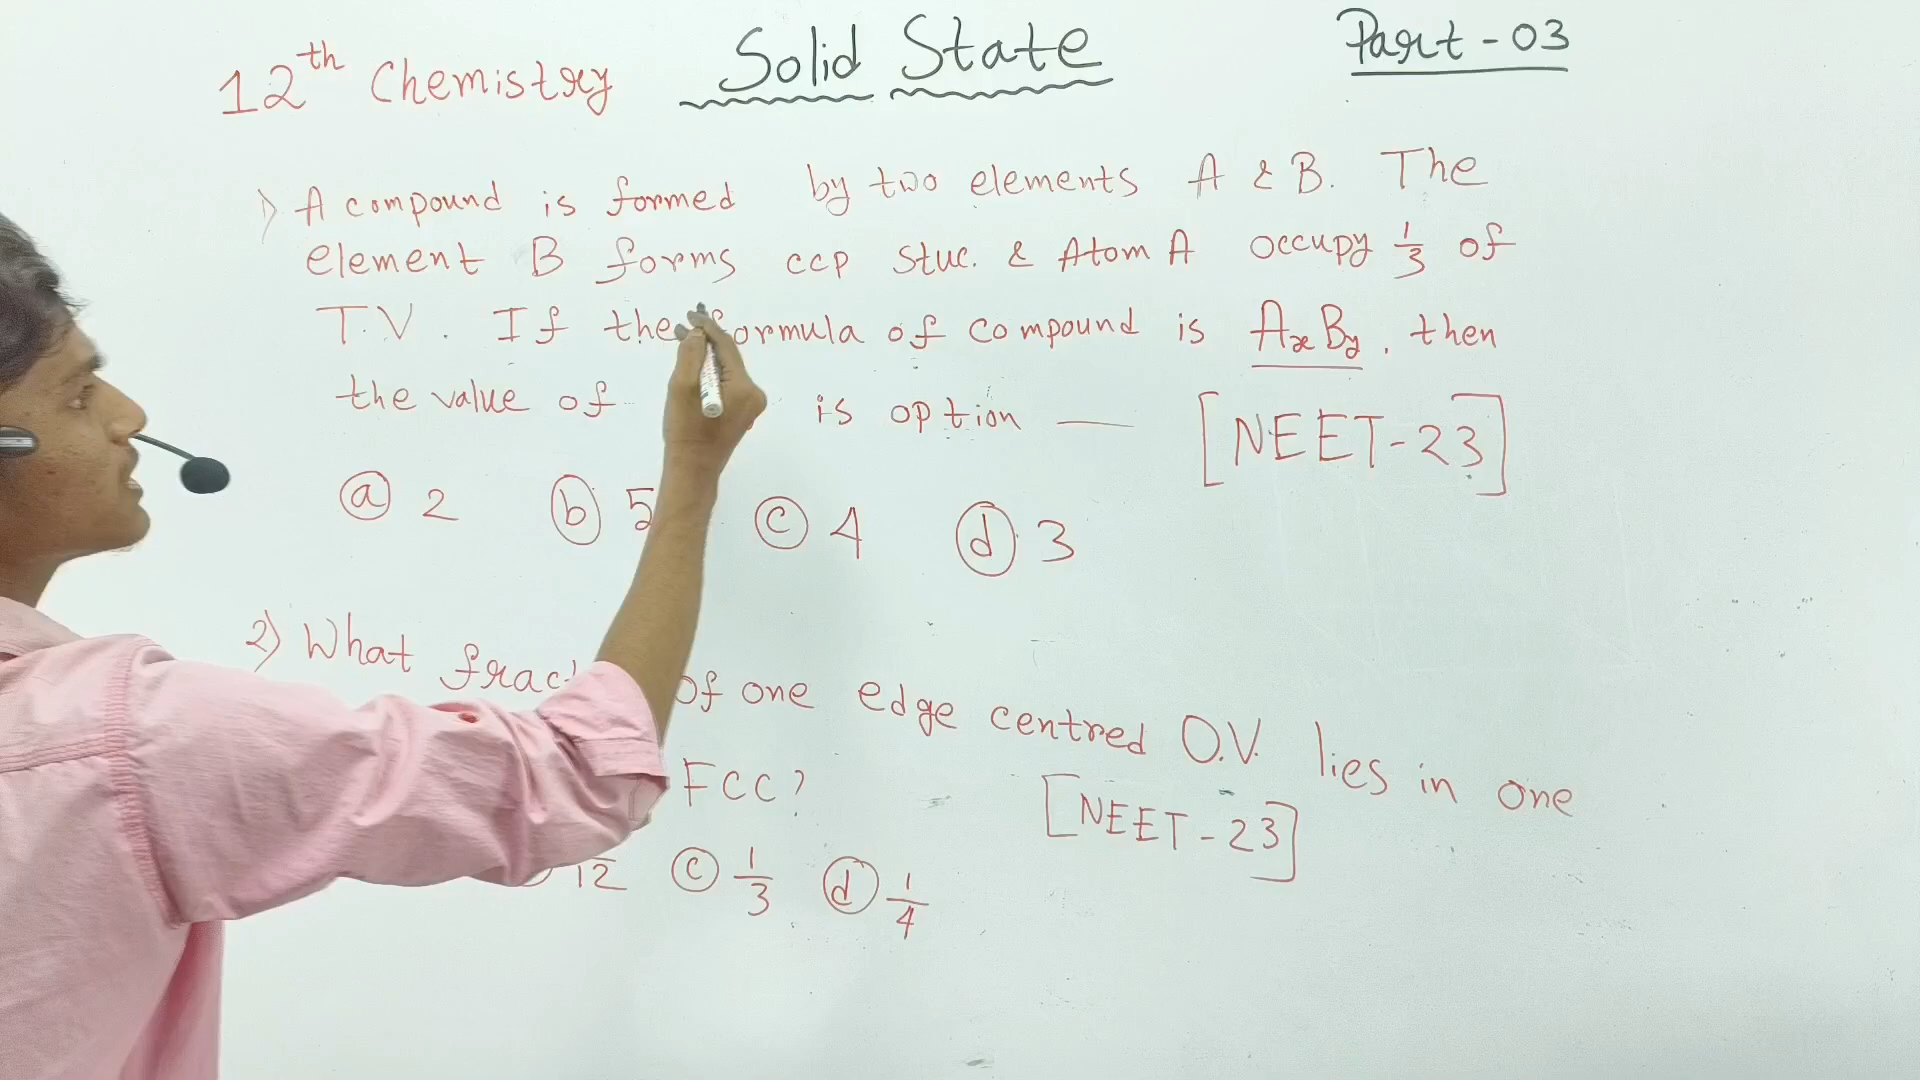 12th Chemistry Solid State Part - 03
1) A compound is formed by two elements A & B. The
element B forms ccp stuc. & Atom A occupy 1/3 of
T.V. If the formula of compound is AxBy, then
the value of is option — [NEET-23]
(a) 2 (b) 5 (c) 4 (d) 3
2) What of one edge centred O.V. lies in one
FCC? [NEET-23]
12 (c) 1/3 (d) 1/4